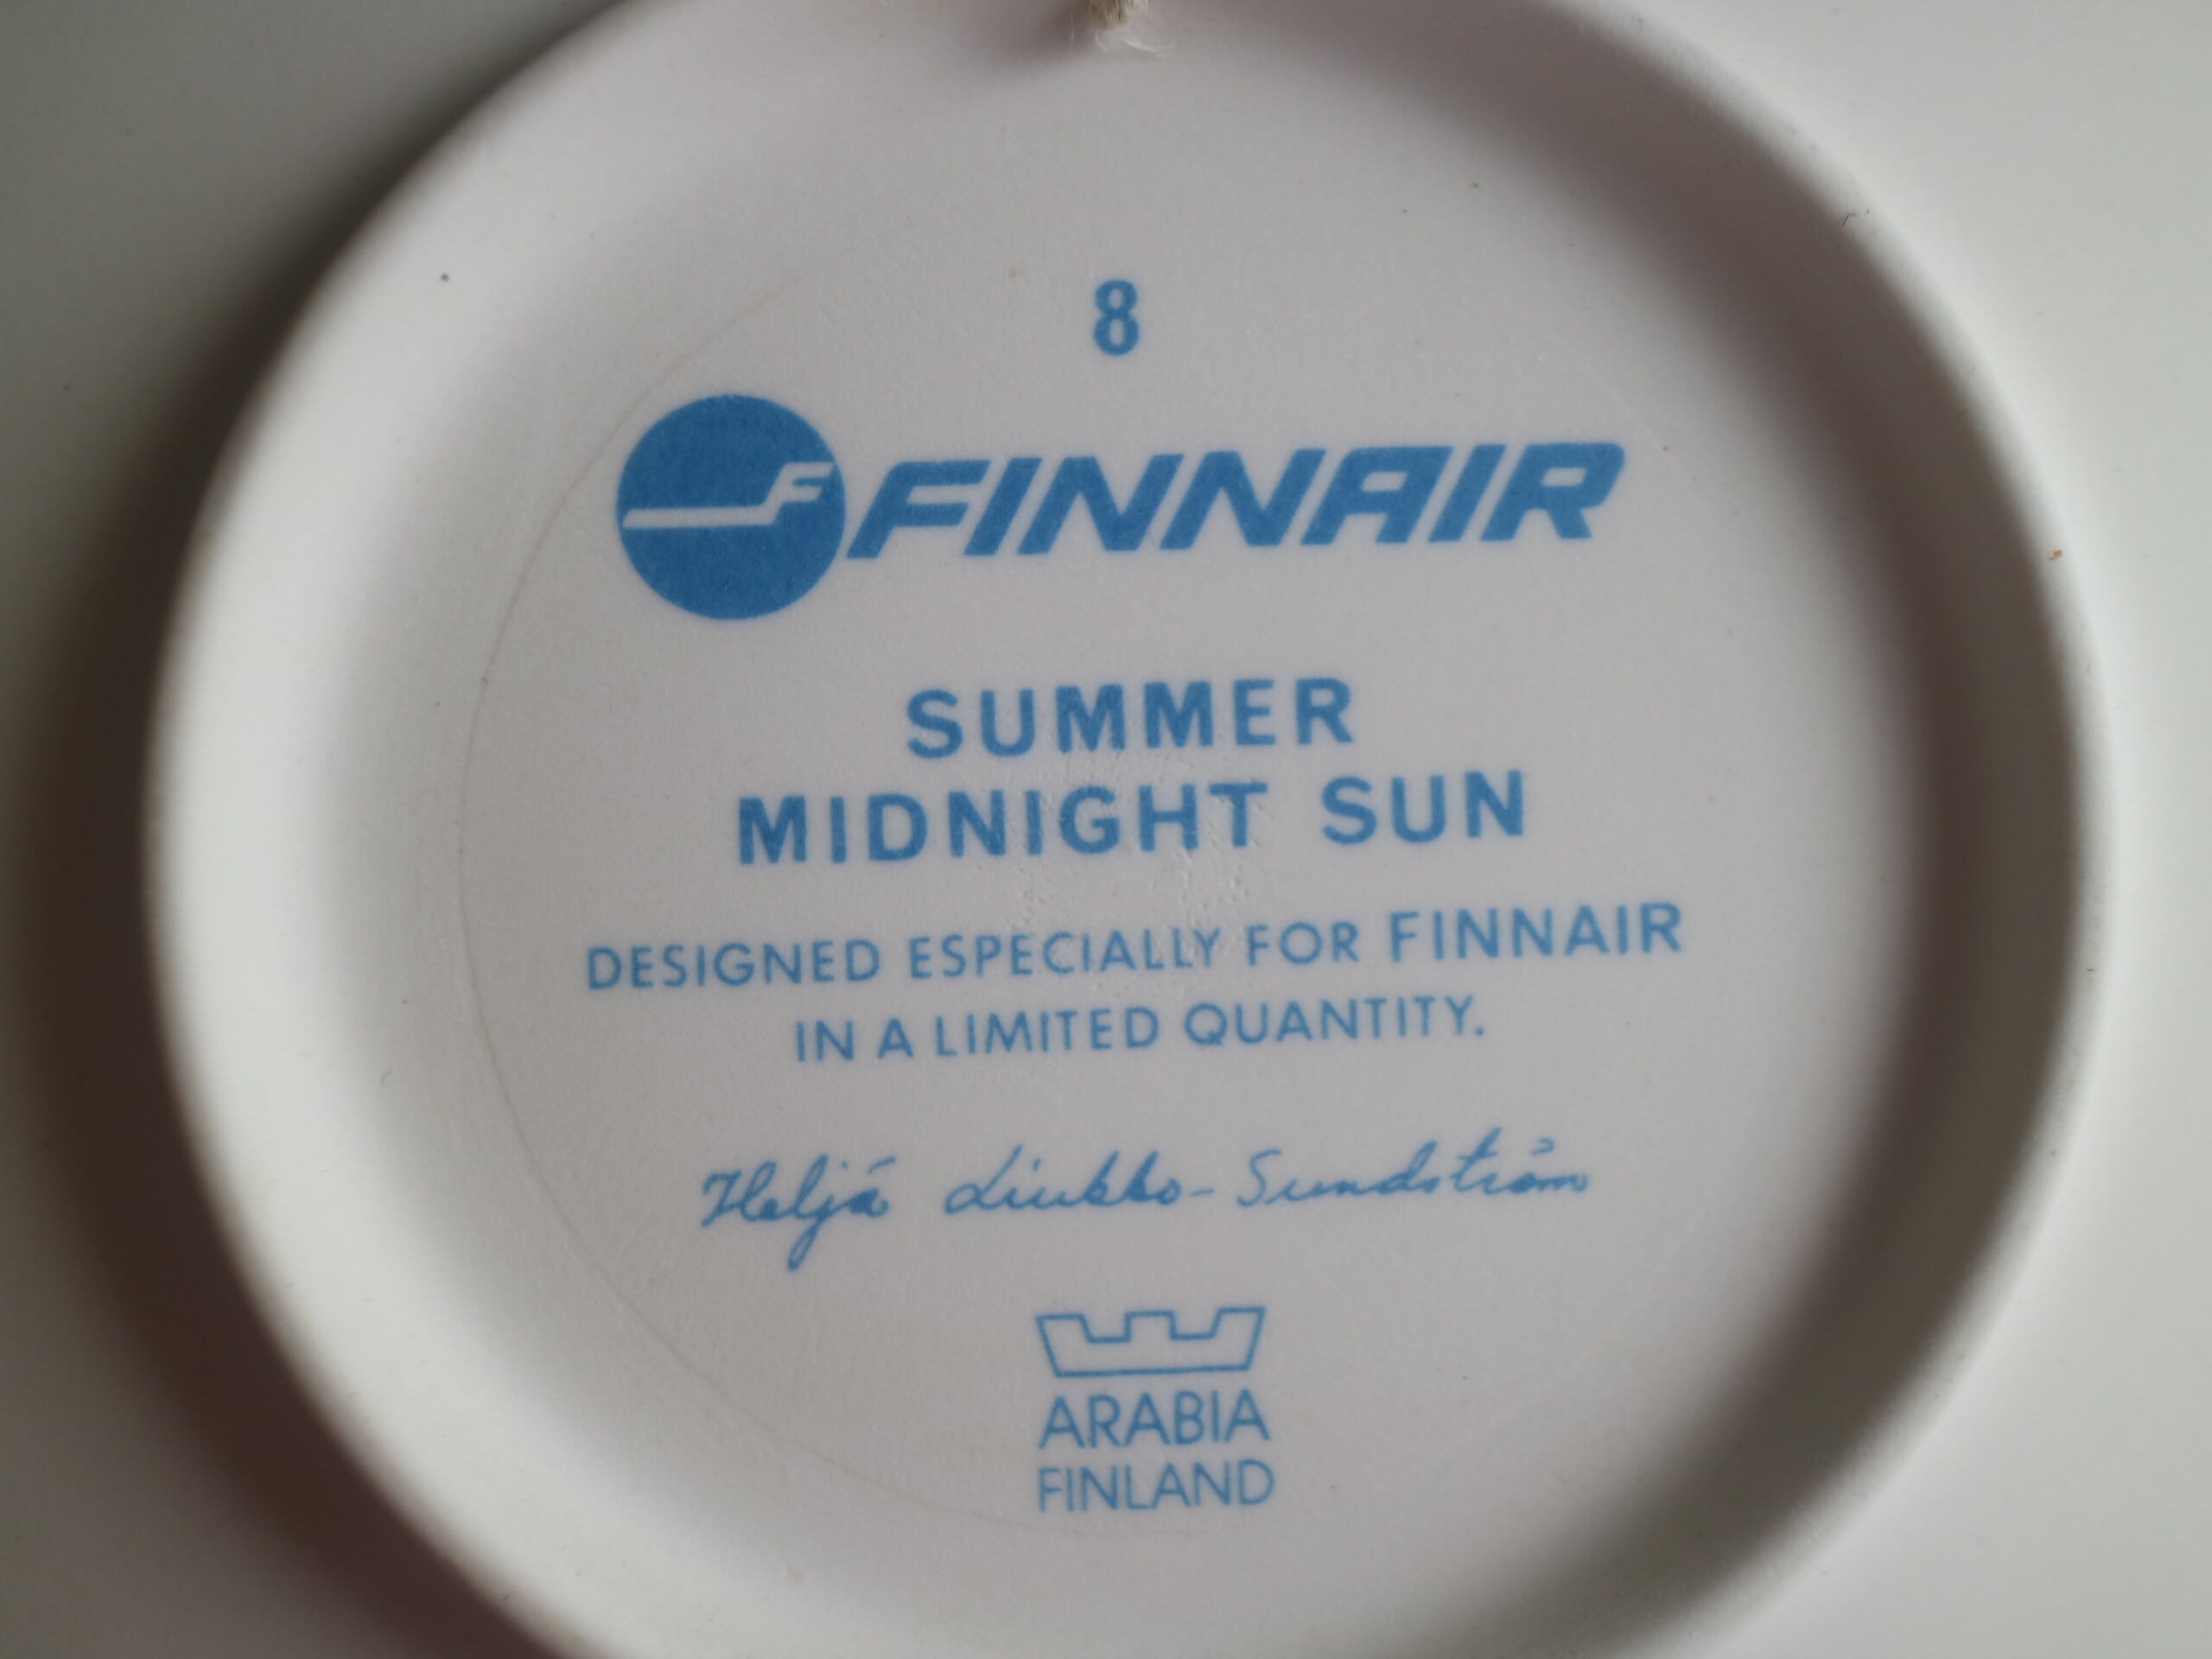 8
F FINNAIR
SUMMER
MIDNIGHT SUN
DESIGNED ESPECIALLY FOR FINNAIR
IN A LIMITED QUANTITY.
Heljä Liukko-Sundström
ARABIA
FINLAND